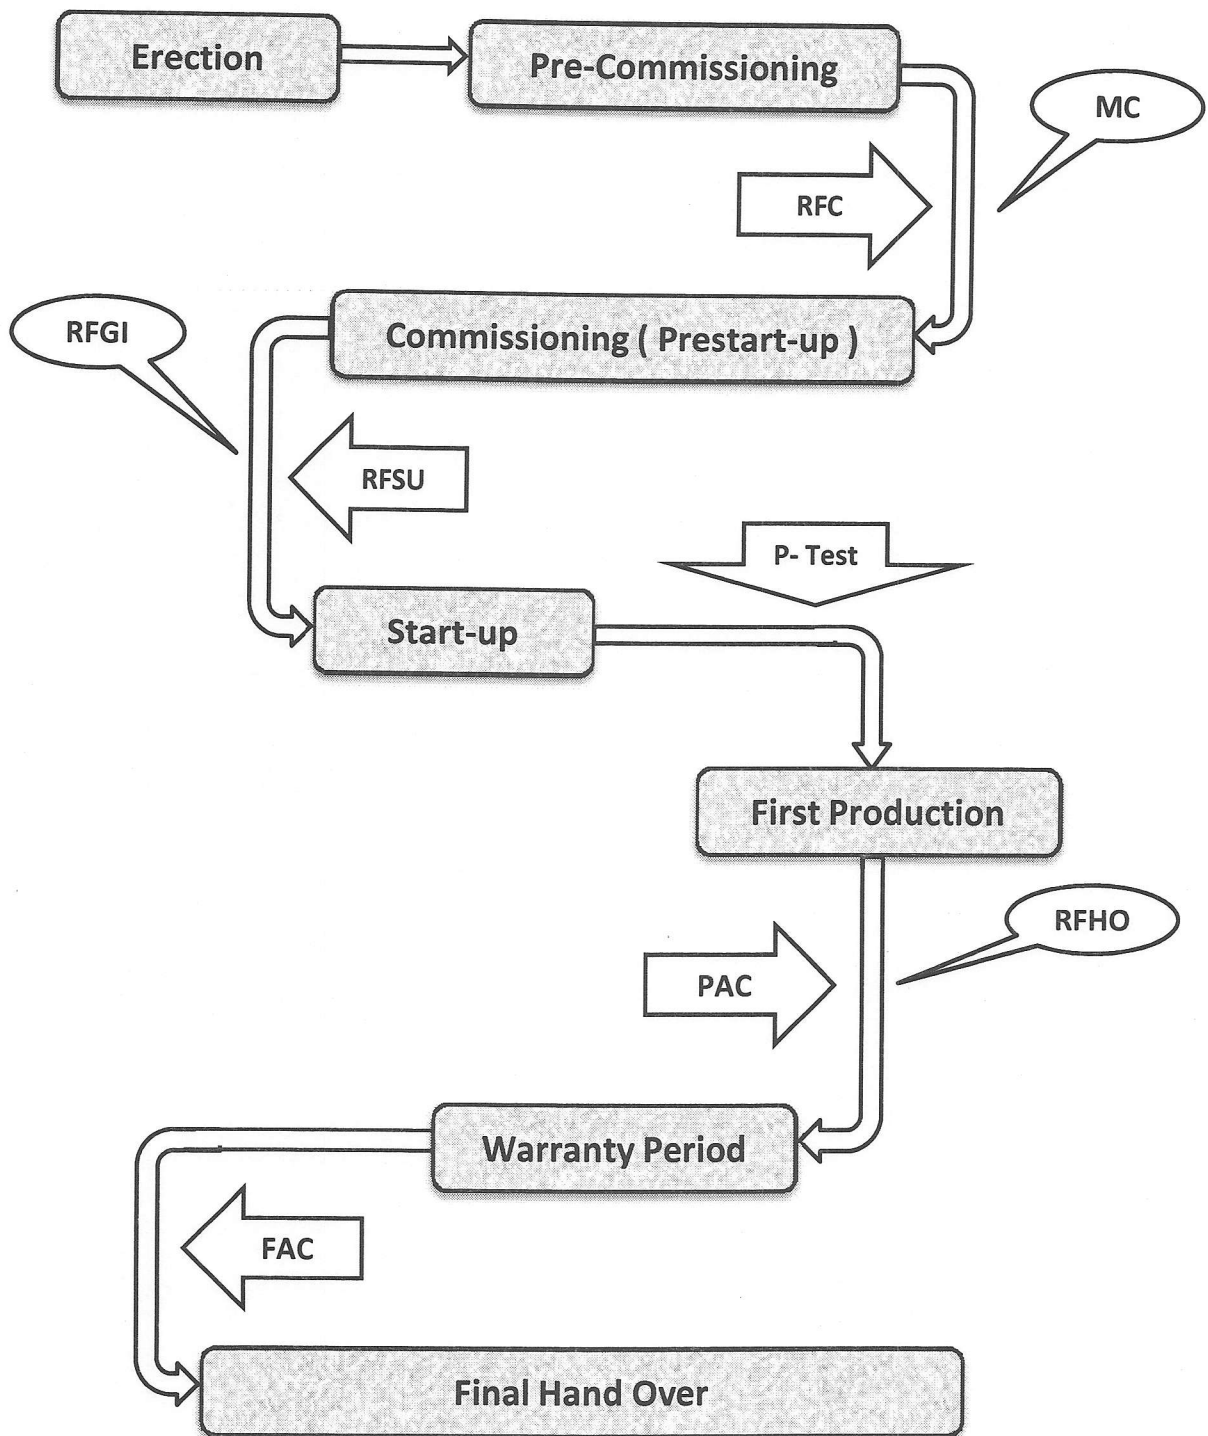 Erection
Pre-Commissioning
MC
RFC
Commissioning ( Prestart-up )
RFGI
RFSU
P- Test
Start-up
First Production
RFHO
PAC
Warranty Period
FAC
Final Hand Over